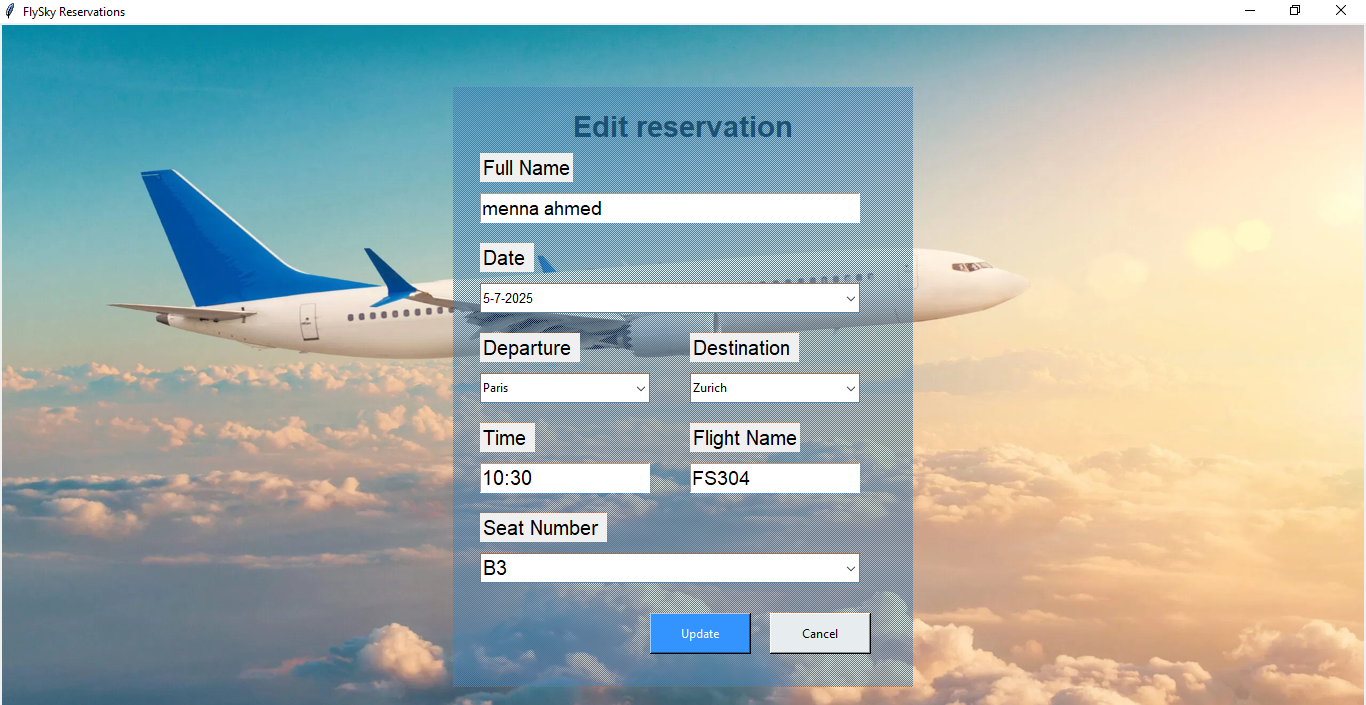 FlySky Reservations
Edit reservation
Full Name
menna ahmed
Date
5-7-2025
Departure Destination
Paris Zurich
Time Flight Name
10:30 FS304
Seat Number
B3
Update Cancel